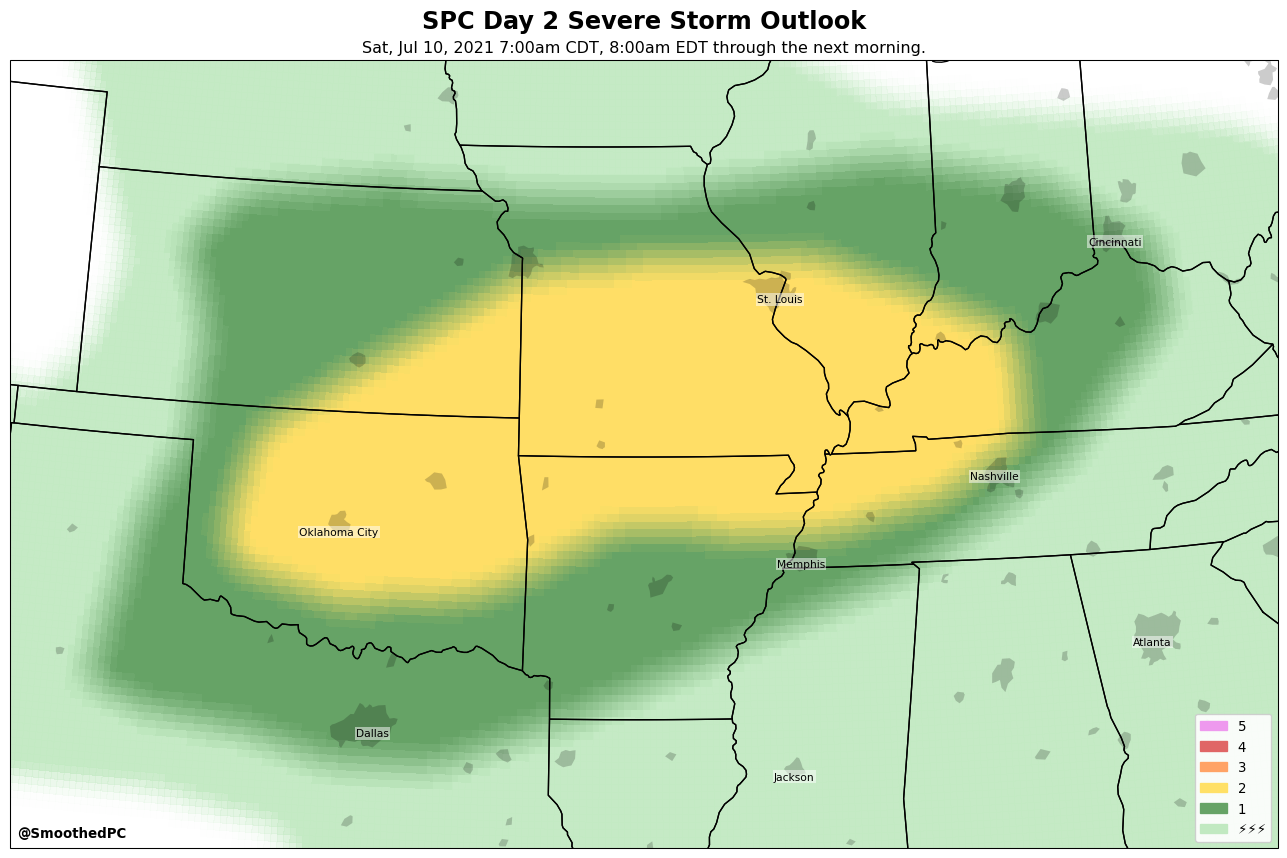 SPC Day 2 Severe Storm Outlook
Sat, Jul 10, 2021 7:00am CDT, 8:00am EDT through the next morning.
Cincinnati
St. Louis
Nashville
Oklahoma City
Memphis
Atlanta
Dallas
Jackson
5
4
3
2
1
⚡⚡⚡
@SmoothedPC